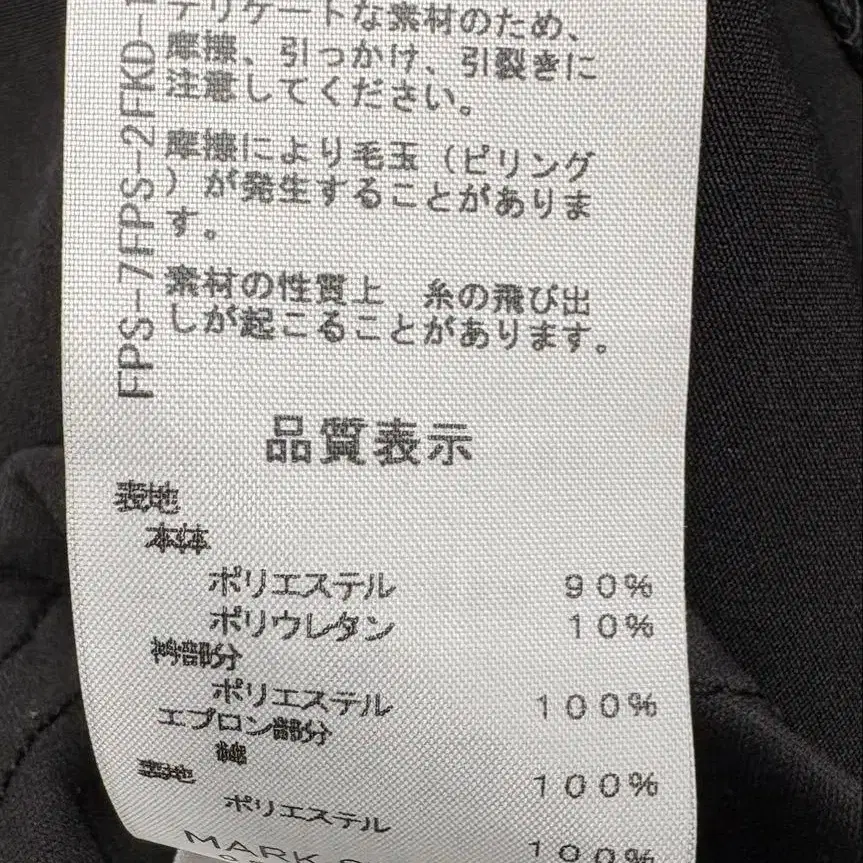 デリケートな素材のため、
摩擦、引っかけ、引裂きに
注意してください。
摩擦により毛玉（ピリング
）が発生することがありま
す。
素材の性質上　糸の飛び出
しが起こることがあります。
FPS-7FPS-2FKD-
品質表示
表地
本体
ポリエステル 90%
ポリウレタン 10%
衿部分
ポリエステル 100%
エプロン部分
100%
ポリエステル 100%
MARK